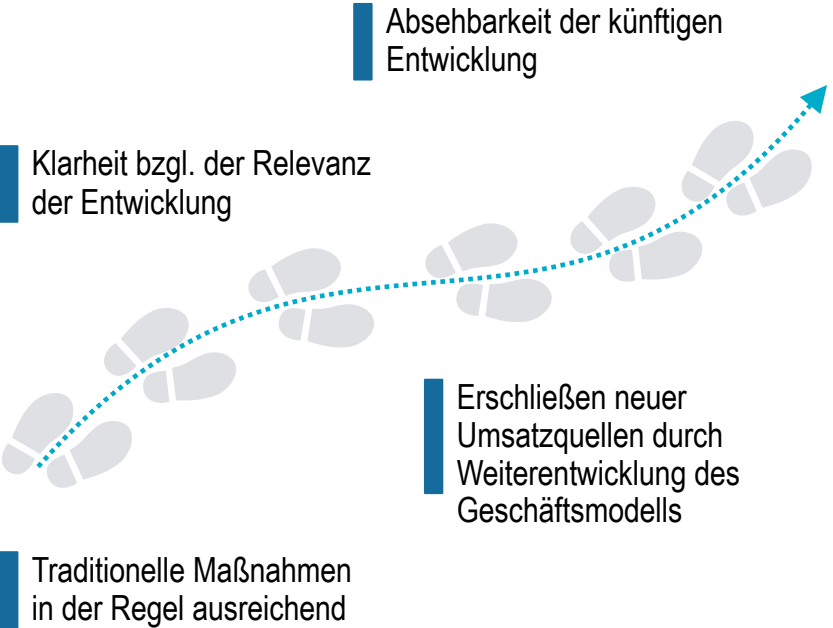 Absehbarkeit der künftigen
Entwicklung
Klarheit bzgl. der Relevanz
der Entwicklung
Erschließen neuer
Umsatzquellen durch
Weiterentwicklung des
Geschäftsmodells
Traditionelle Maßnahmen
in der Regel ausreichend